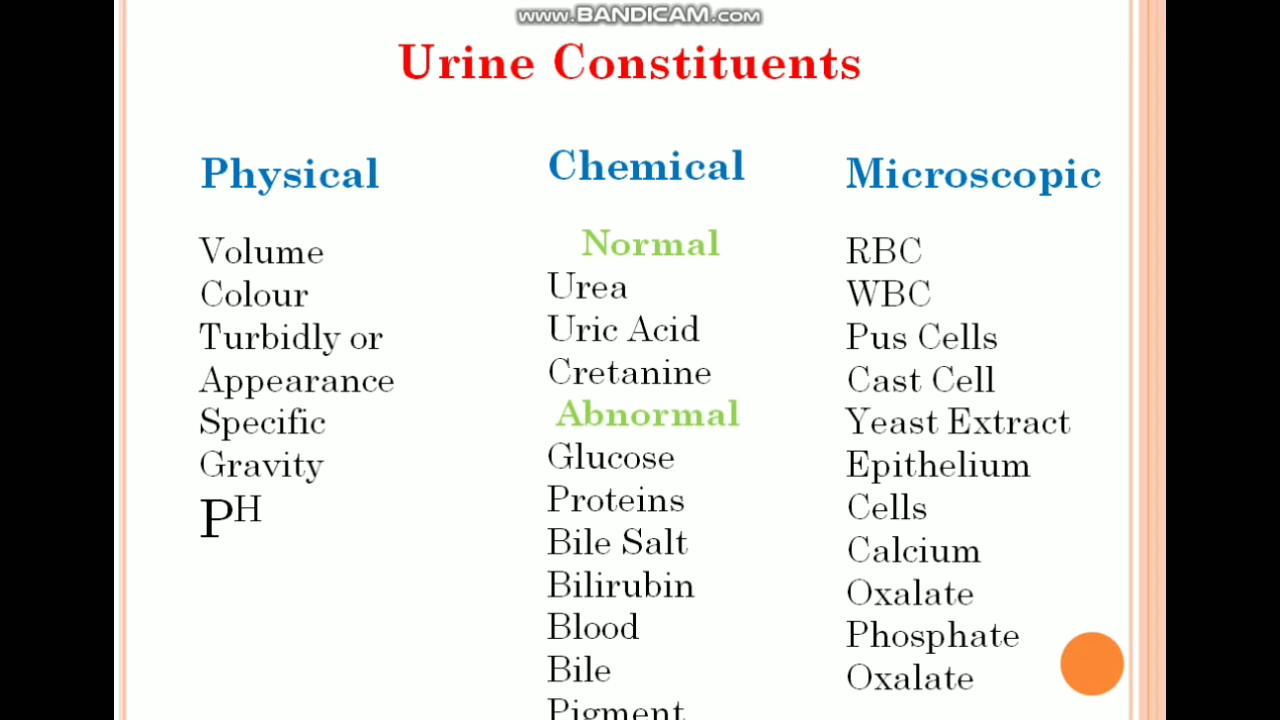 www.BANDICAM.com
Urine Constituents
Physical
Volume
Colour
Turbidly or
Appearance
Specific
Gravity
PH
Chemical
Normal
Urea
Uric Acid
Cretanine
Abnormal
Glucose
Proteins
Bile Salt
Bilirubin
Blood
Bile
Pigment
Microscopic
RBC
WBC
Pus Cells
Cast Cell
Yeast Extract
Epithelium
Cells
Calcium
Oxalate
Phosphate
Oxalate